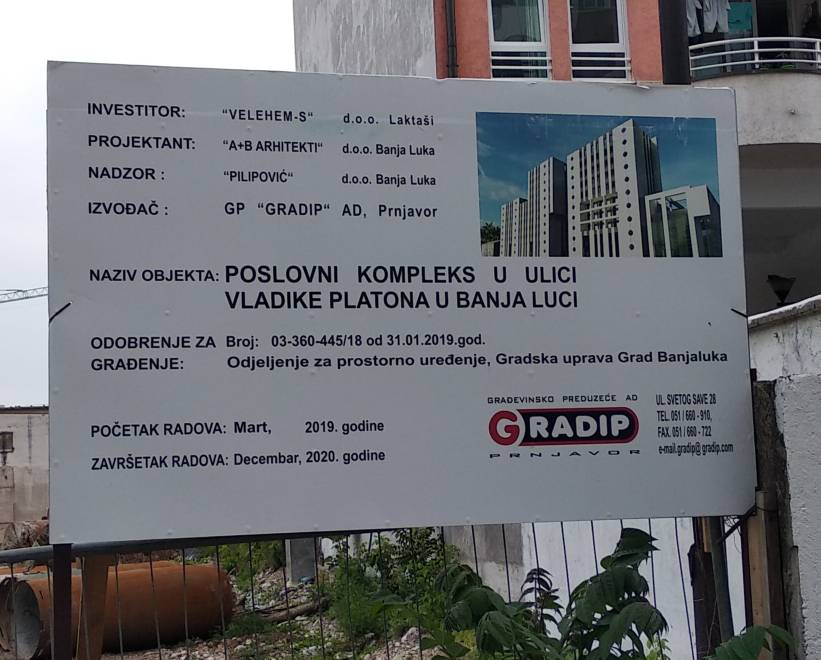 INVESTITOR: "VELEHEM-S" d.o.o. Laktaši
PROJEKTANT: "A+B ARHITEKTI" d.o.o. Banja Luka
NADZOR : "PILIPOVIĆ" d.o.o. Banja Luka
IZVOĐAČ : GP "GRADIP" AD, Prnjavor
NAZIV OBJEKTA: POSLOVNI KOMPLEKS U ULICI
VLADIKE PLATONA U BANJA LUCI
ODOBRENJE ZA Broj: 03-360-445/18 od 31.01.2019.god.
GRAĐENJE: Odjeljenje za prostorno uređenje, Gradska uprava Grad Banjaluka
POČETAK RADOVA: Mart, 2019. godine
ZAVRŠETAK RADOVA: Decembar, 2020. godine
GRAĐEVINSKO PREDUZEĆE AD
GRADIP
PRNJAVOR
UL. SVETOG SAVE 28
TEL. 051 / 660 - 910,
FAX. 051 / 660 - 722
e-mail.gradip@gradip.com